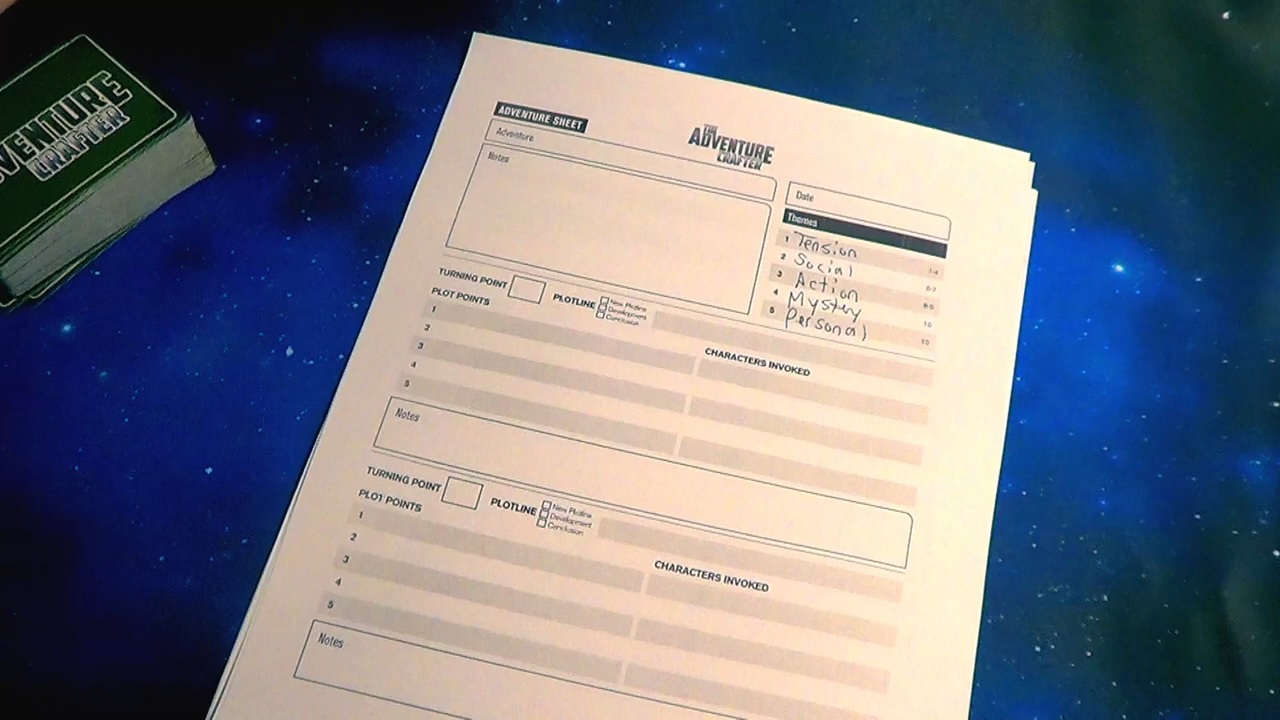 ADVENTURE
CRAFTER
ADVENTURE SHEET
THE
ADVENTURE
CRAFTER
Adventure
Notes
Date
Themes
1 Tension 1-4
2 Social 5-7
3 Action 8-9
4 Mystery 10
5 Personal 10
TURNING POINT
PLOTLINE
New Plotline
Development
Conclusion
PLOT POINTS
CHARACTERS INVOKED
1
2
3
4
5
Notes
TURNING POINT
PLOTLINE
New Plotline
Development
Conclusion
PLOT POINTS
CHARACTERS INVOKED
1
2
3
4
5
Notes